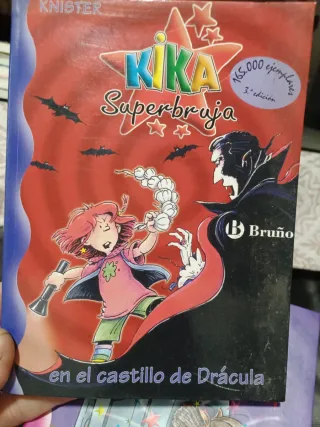 KNISTER
KIKA
Superbruja
165.000 ejemplares
3.ª edición
B Bruño
en el castillo de Drácula